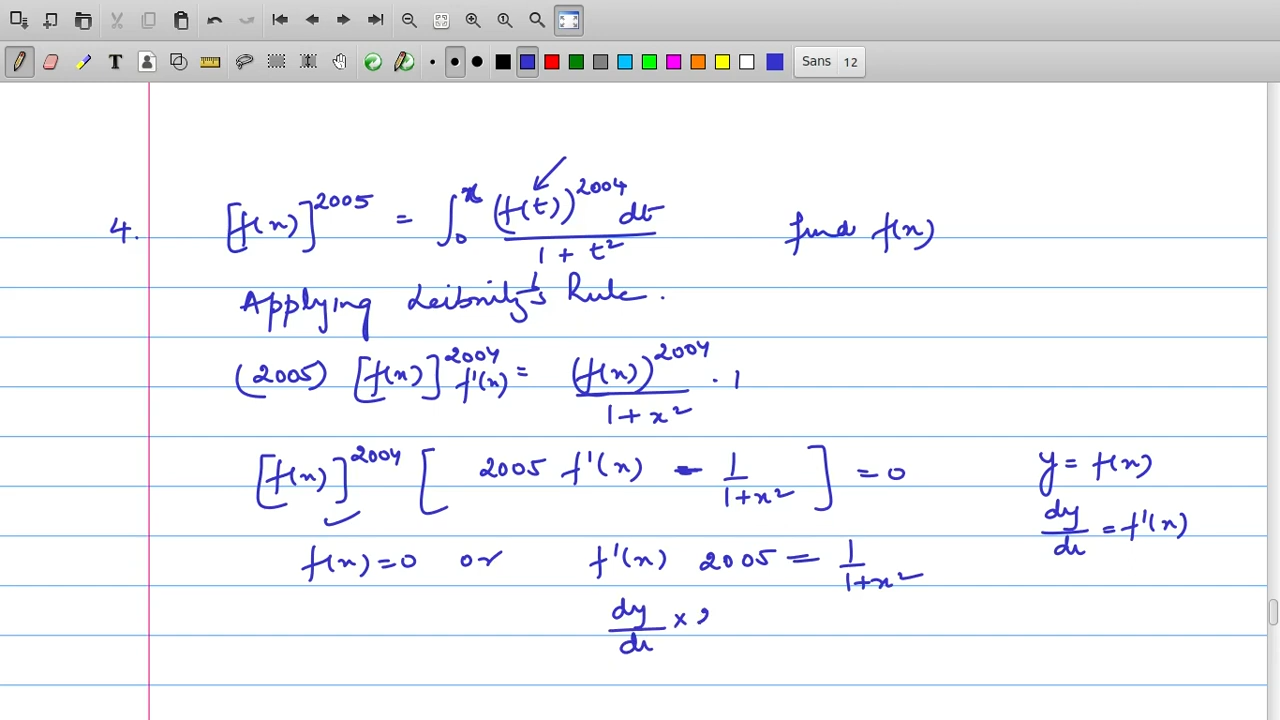 Sans 12
4. [f(x)]^2005 = ∫_0^x (f(t))^2004 dt / (1 + t^2) find f(x)
Applying Leibnitz's Rule.
(2005) [f(x)]^2004 f'(x) = (f(x))^2004 / (1 + x^2) . 1
[f(x)]^2004 [ 2005 f'(x) - 1/(1+x^2) ] = 0
y = f(x)
dy/dx = f'(x)
f(x) = 0 or f'(x) 2005 = 1/(1+x^2)
dy/dx ×